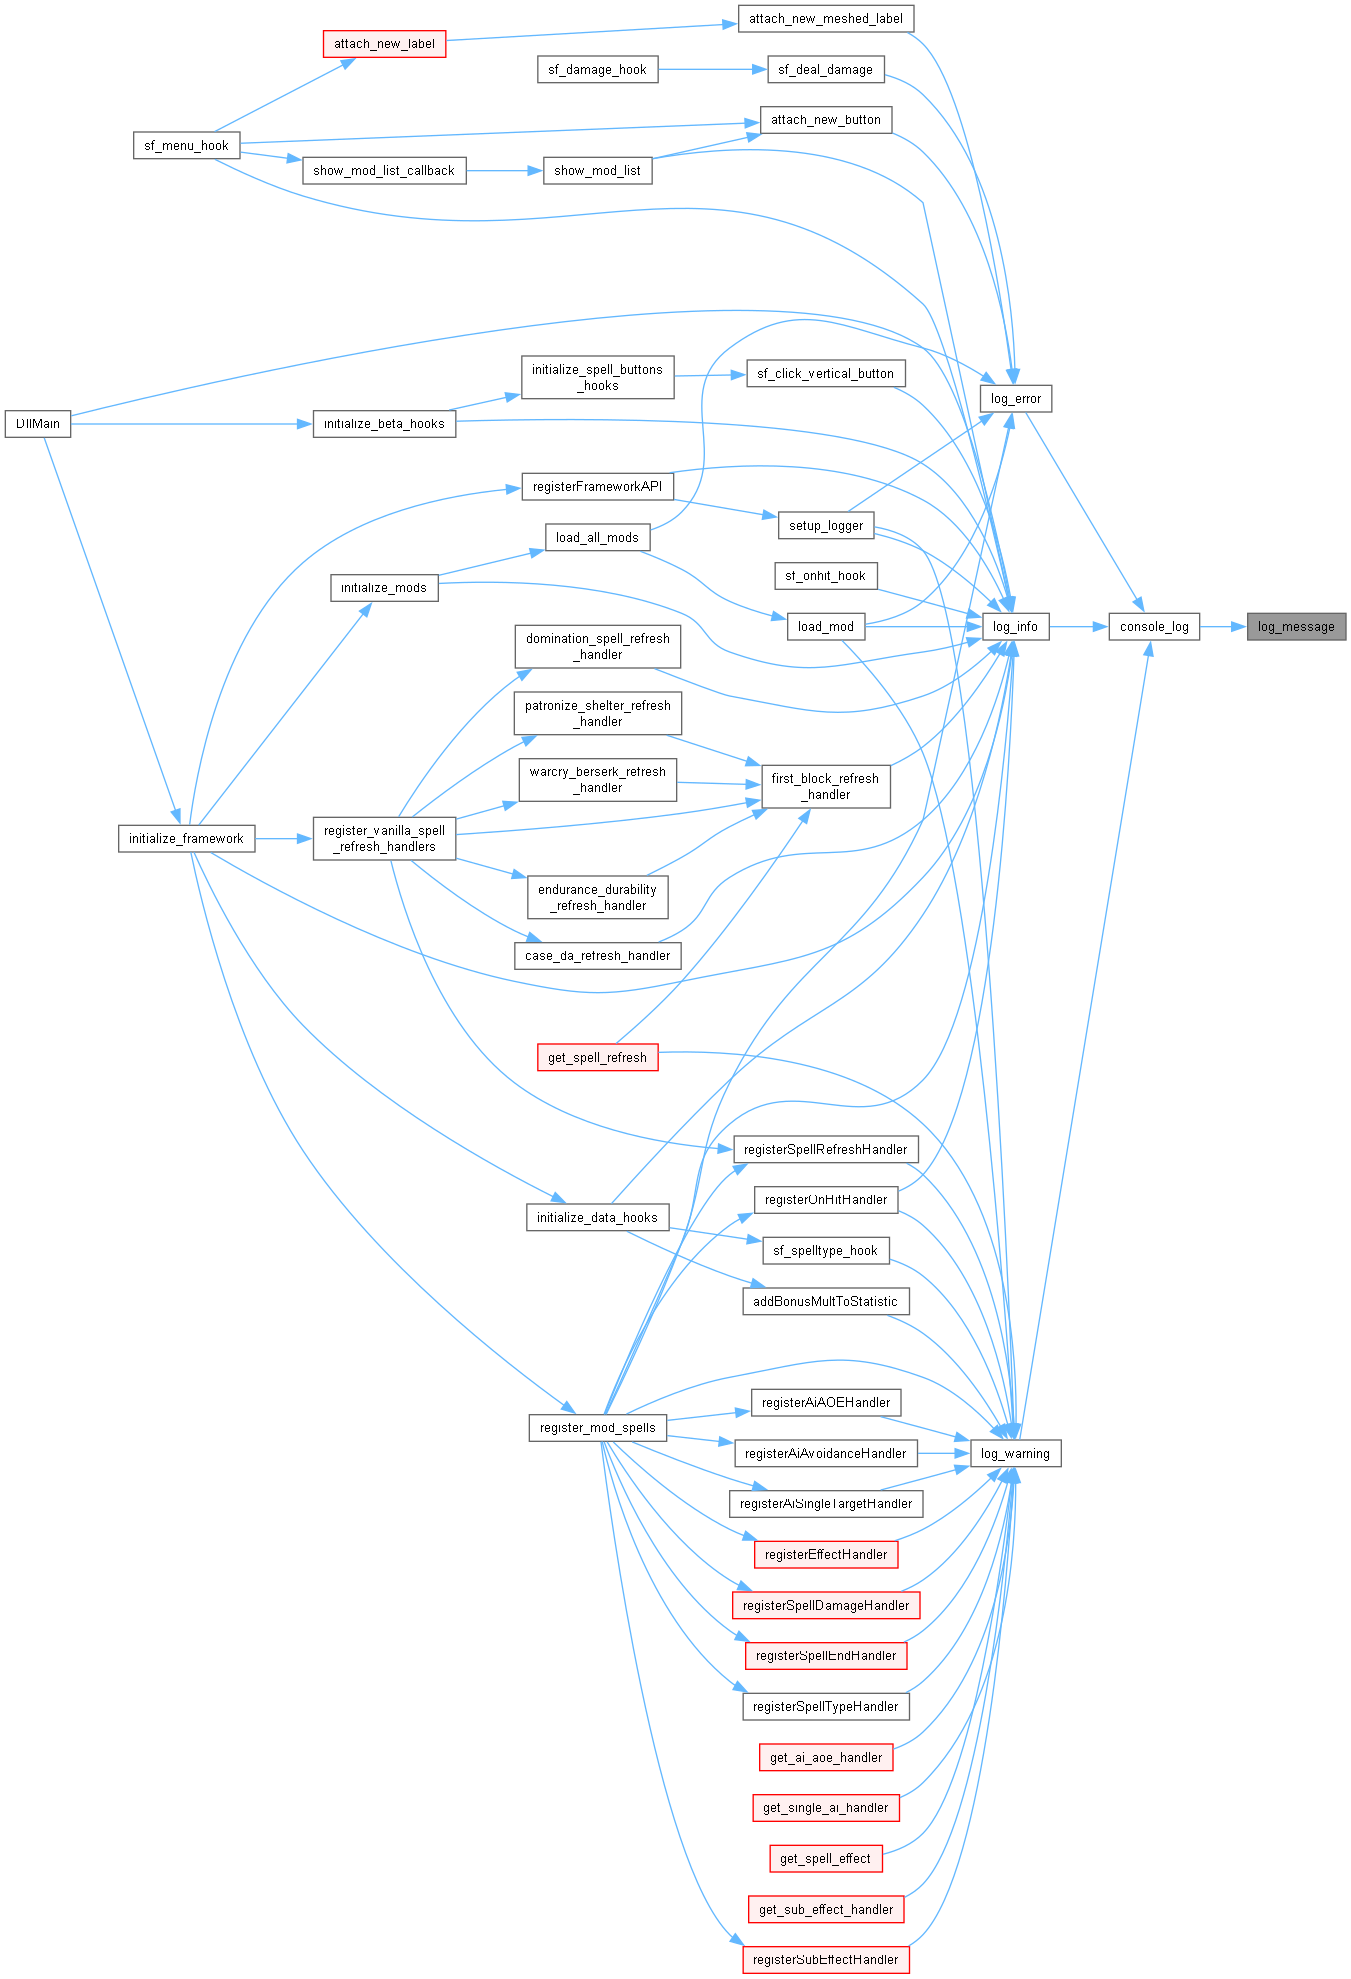 attach_new_meshed_label
attach_new_label
sf_damage_hook
sf_deal_damage
attach_new_button
sf_menu_hook
show_mod_list_callback
show_mod_list
initialize_spell_buttons
_hooks
sf_click_vertical_button
log_error
DllMain
initialize_beta_hooks
registerFrameworkAPI
setup_logger
load_all_mods
sf_onhit_hook
initialize_mods
load_mod
log_info
console_log
log_message
domination_spell_refresh
_handler
patronize_shelter_refresh
_handler
warcry_berserk_refresh
_handler
first_block_refresh
_handler
initialize_framework
register_vanilla_spell
_refresh_handlers
endurance_durability
_refresh_handler
case_da_refresh_handler
get_spell_refresh
registerSpellRefreshHandler
registerOnHitHandler
initialize_data_hooks
sf_spelltype_hook
addBonusMultToStatistic
registerAiAOEHandler
register_mod_spells
registerAiAvoidanceHandler
log_warning
registerAiSingleTargetHandler
registerEffectHandler
registerSpellDamageHandler
registerSpellEndHandler
registerSpellTypeHandler
get_ai_aoe_handler
get_single_ai_handler
get_spell_effect
get_sub_effect_handler
registerSubEffectHandler